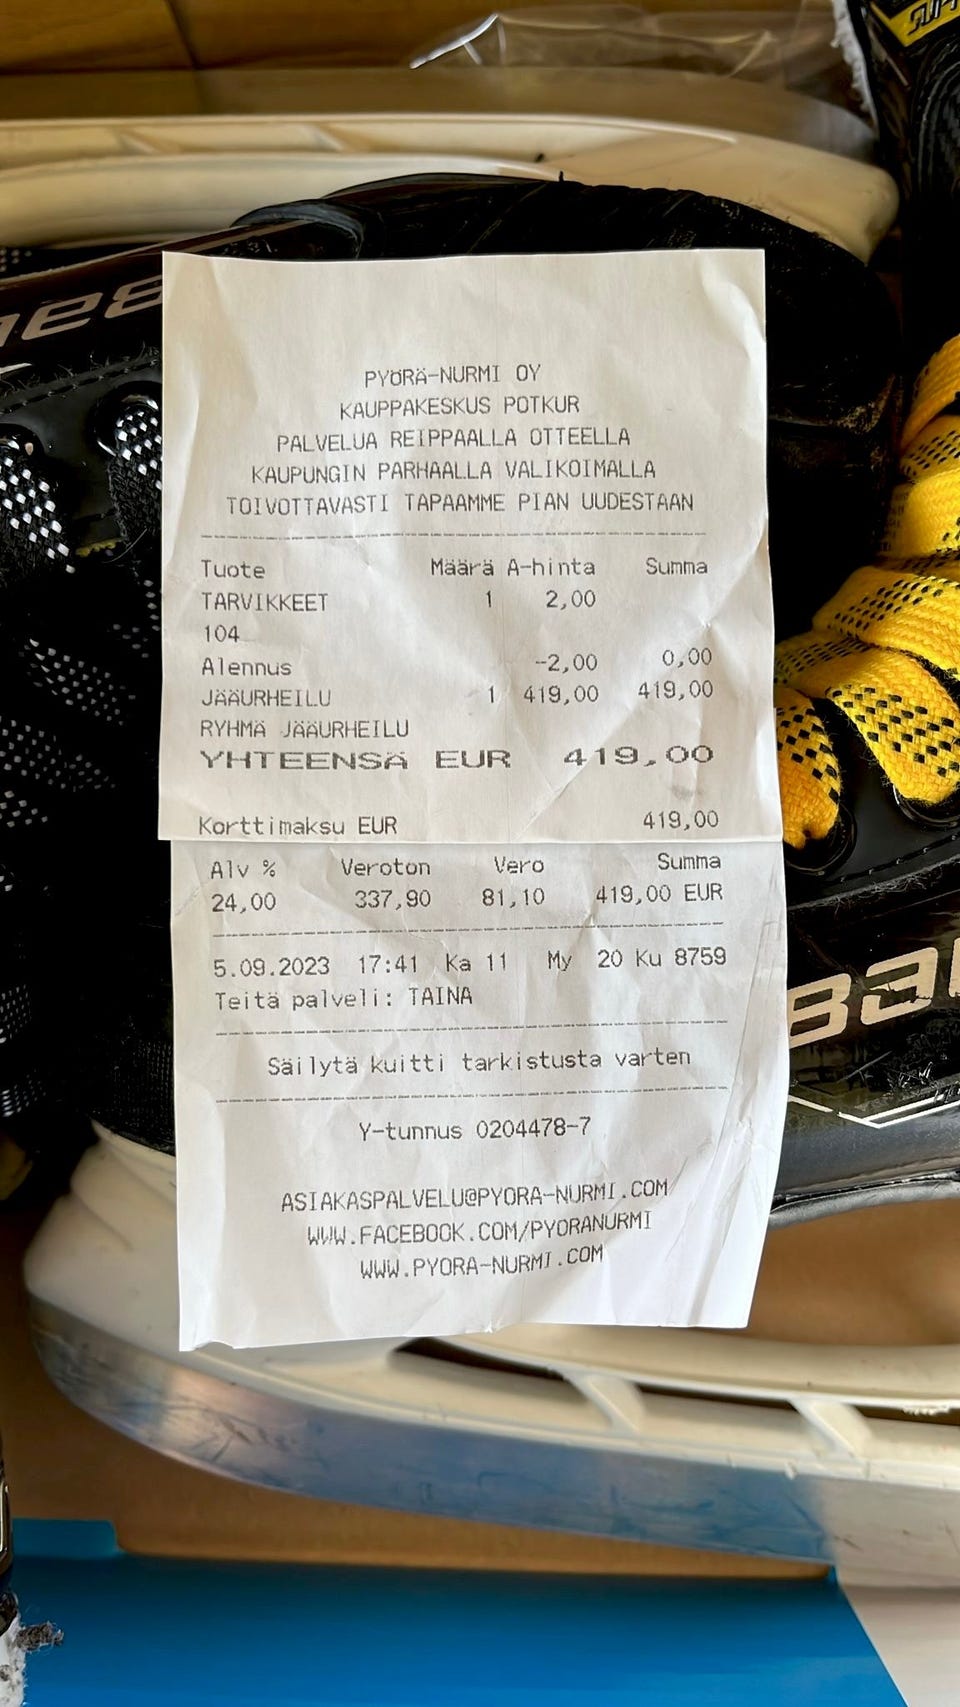 PYÖRÄ-NURMI OY
KAUPPAKESKUS POTKUR
PALVELUA REIPPAALLA OTTEELLA
KAUPUNGIN PARHAALLA VALIKOIMALLA
TOIVOTTAVASTI TAPAAMME PIAN UUDESTAAN
Tuote Määrä A-hinta Summa
TARVIKKEET 1 2,00
104
Alennus -2,00 0,00
JÄÄURHEILU 1 419,00 419,00
RYHMÄ JÄÄURHEILU
YHTEENSÄ EUR 419,00
Korttimaksu EUR 419,00
Alv % Veroton Vero Summa
24,00 337,90 81,10 419,00 EUR
5.09.2023 17:41 Ka 11 My 20 Ku 8759
Teitä palveli: TAINA
Säilytä kuitti tarkistusta varten
Y-tunnus 0204478-7
ASIAKASPALVELU@PYORA-NURMI.COM
WWW.FACEBOOK.COM/PYORANURMI
WWW.PYORA-NURMI.COM